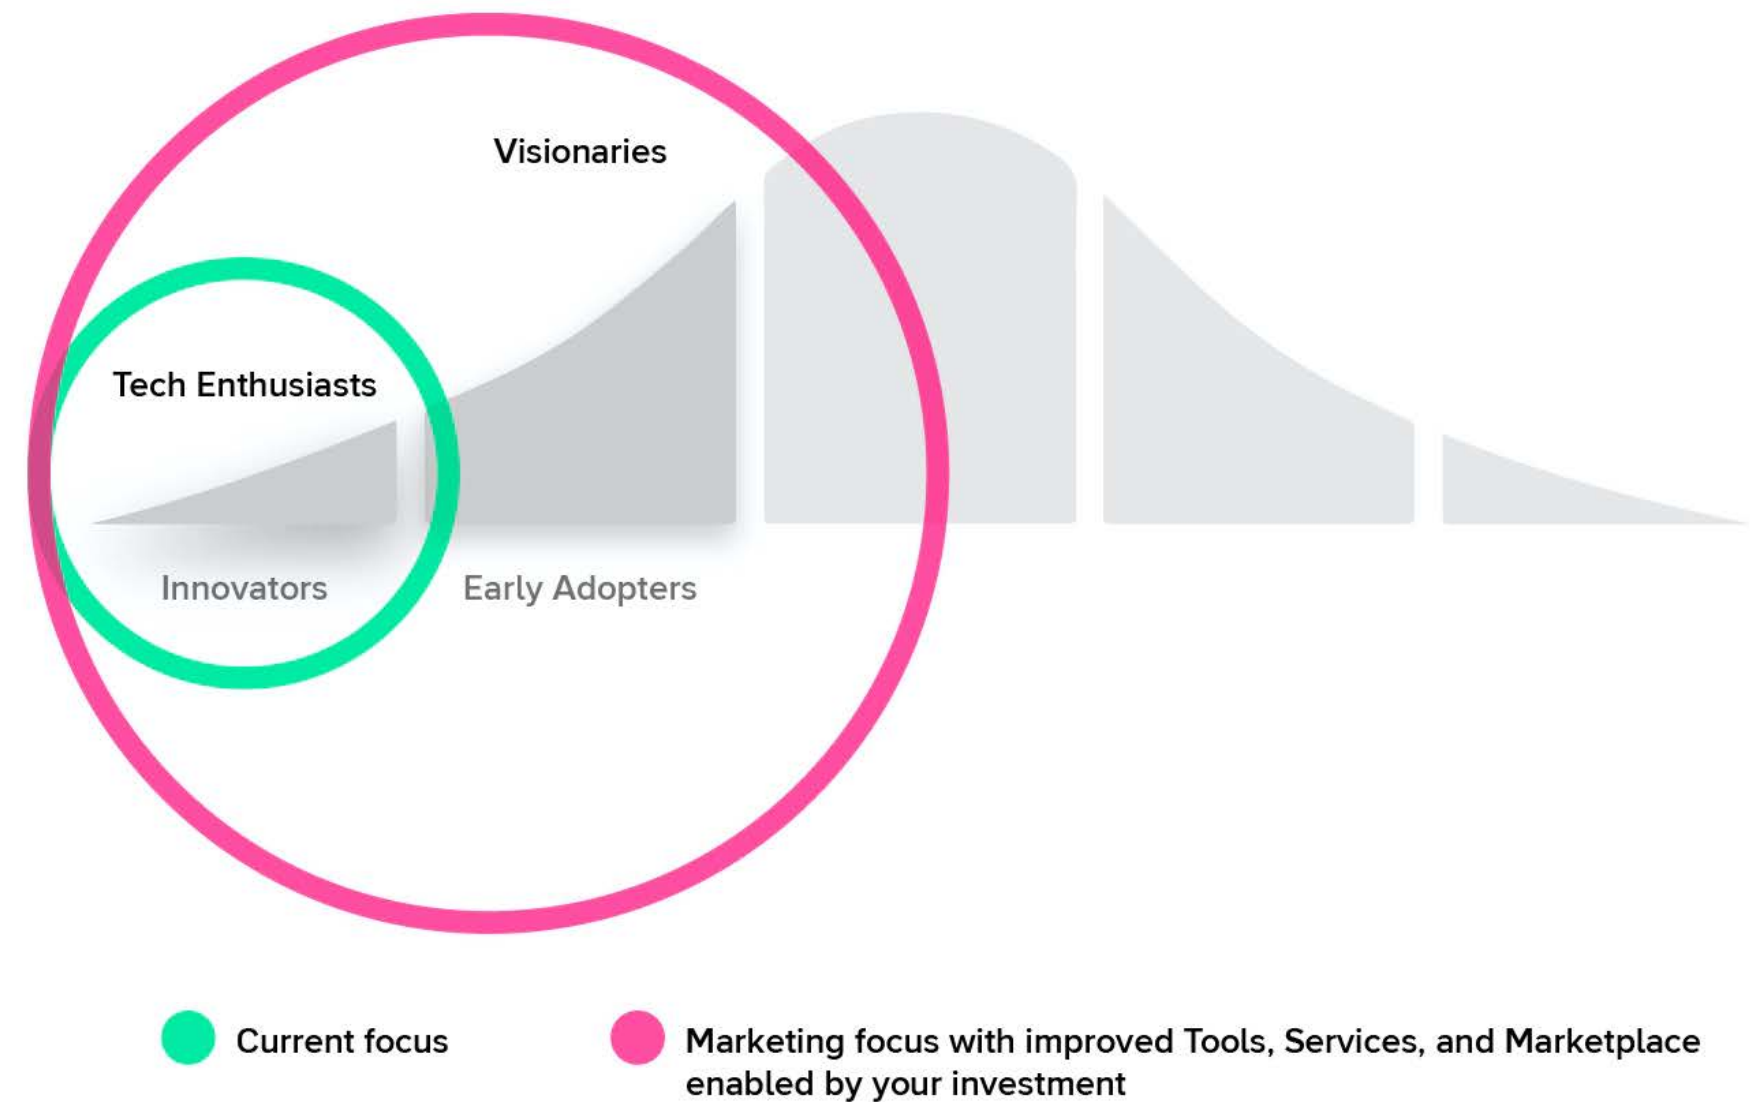 Visionaries
Tech Enthusiasts
Innovators
Early Adopters
Current focus
Marketing focus with improved Tools, Services, and Marketplace
enabled by your investment